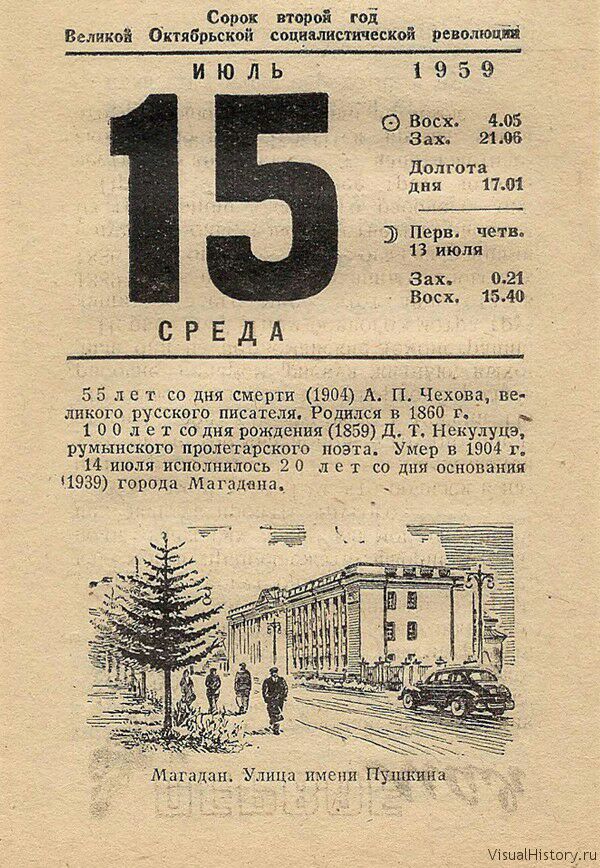 Сорок второй год
Великой Октябрьской социалистической революции
ИЮЛЬ 1959
15
Восх. 4.05
Зах. 21.06
Долгота
дня 17.01
Перв. четв.
13 июля
Зах. 0.21
Восх. 15.40
СРЕДА
55 лет со дня смерти (1904) А. П. Чехова, ве-
ликого русского писателя. Родился в 1860 г.
100 лет со дня рождения (1859) Д. Т. Некулуцэ,
румынского пролетарского поэта. Умер в 1904 г.
14 июля исполнилось 20 лет со дня основания
(1939) города Магадана.
Магадан. Улица имени Пушкина
VisualHistory.ru